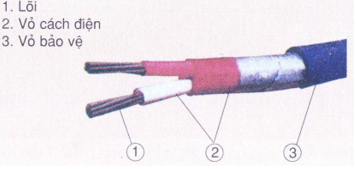 1. Lõi
2. Vỏ cách điện
3. Vỏ bảo vệ
1
2
3